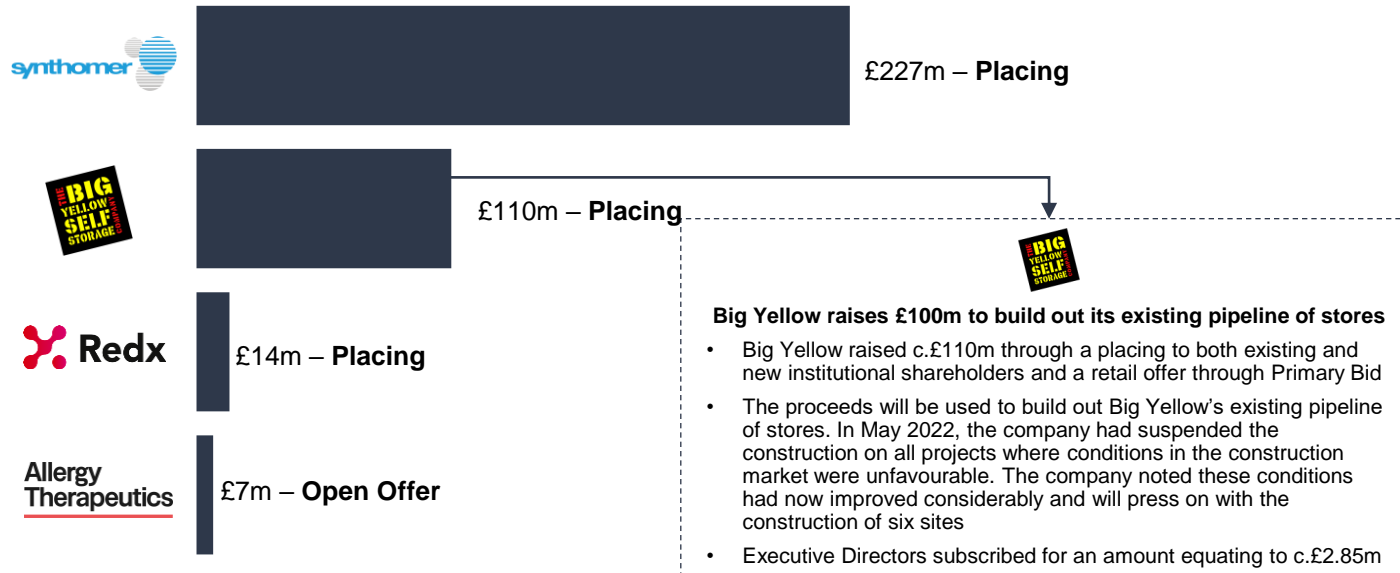 synthomer
£227m – Placing
THE
BIG
YELLOW
SELF
STORAGE
COMPANY
£110m – Placing
THE
BIG
YELLOW
SELF
STORAGE
COMPANY
Big Yellow raises £100m to build out its existing pipeline of stores
• Big Yellow raised c.£110m through a placing to both existing and
new institutional shareholders and a retail offer through Primary Bid
• The proceeds will be used to build out Big Yellow’s existing pipeline
of stores. In May 2022, the company had suspended the
construction on all projects where conditions in the construction
market were unfavourable. The company noted these conditions
had now improved considerably and will press on with the
construction of six sites
• Executive Directors subscribed for an amount equating to c.£2.85m
Redx
£14m – Placing
Allergy
Therapeutics
£7m – Open Offer